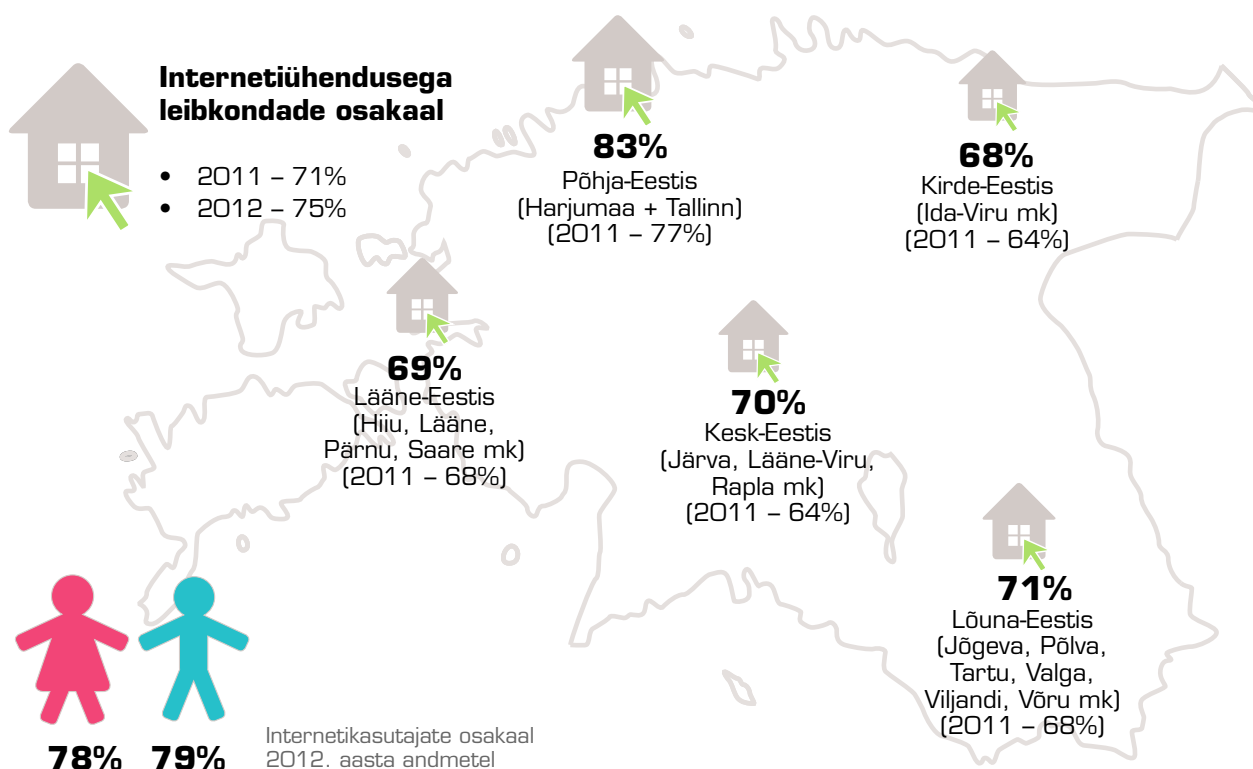 Internetiühendusega
leibkondade osakaal
• 2011 – 71%
• 2012 – 75%
83%
Põhja-Eestis
(Harjumaa + Tallinn)
(2011 – 77%)
68%
Kirde-Eestis
(Ida-Viru mk)
(2011 – 64%)
69%
Lääne-Eestis
(Hiiu, Lääne,
Pärnu, Saare mk)
(2011 – 68%)
70%
Kesk-Eestis
(Järva, Lääne-Viru,
Rapla mk)
(2011 – 64%)
71%
Lõuna-Eestis
(Jõgeva, Põlva,
Tartu, Valga,
Viljandi, Võru mk)
(2011 – 68%)
78% 79%
Internetikasutajate osakaal
2012. aasta andmetel